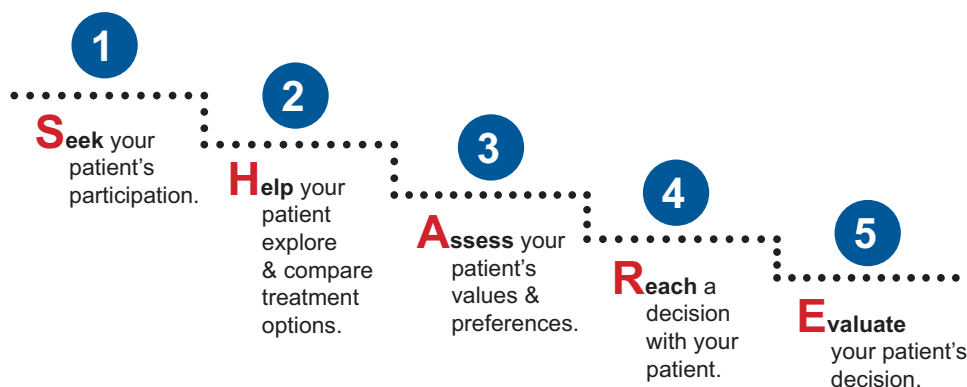 1
Seek your
patient’s
participation.
2
Help your
patient
explore
& compare
treatment
options.
3
Assess your
patient’s
values &
preferences.
4
Reach a
decision
with your
patient.
5
Evaluate
your patient’s
decision.